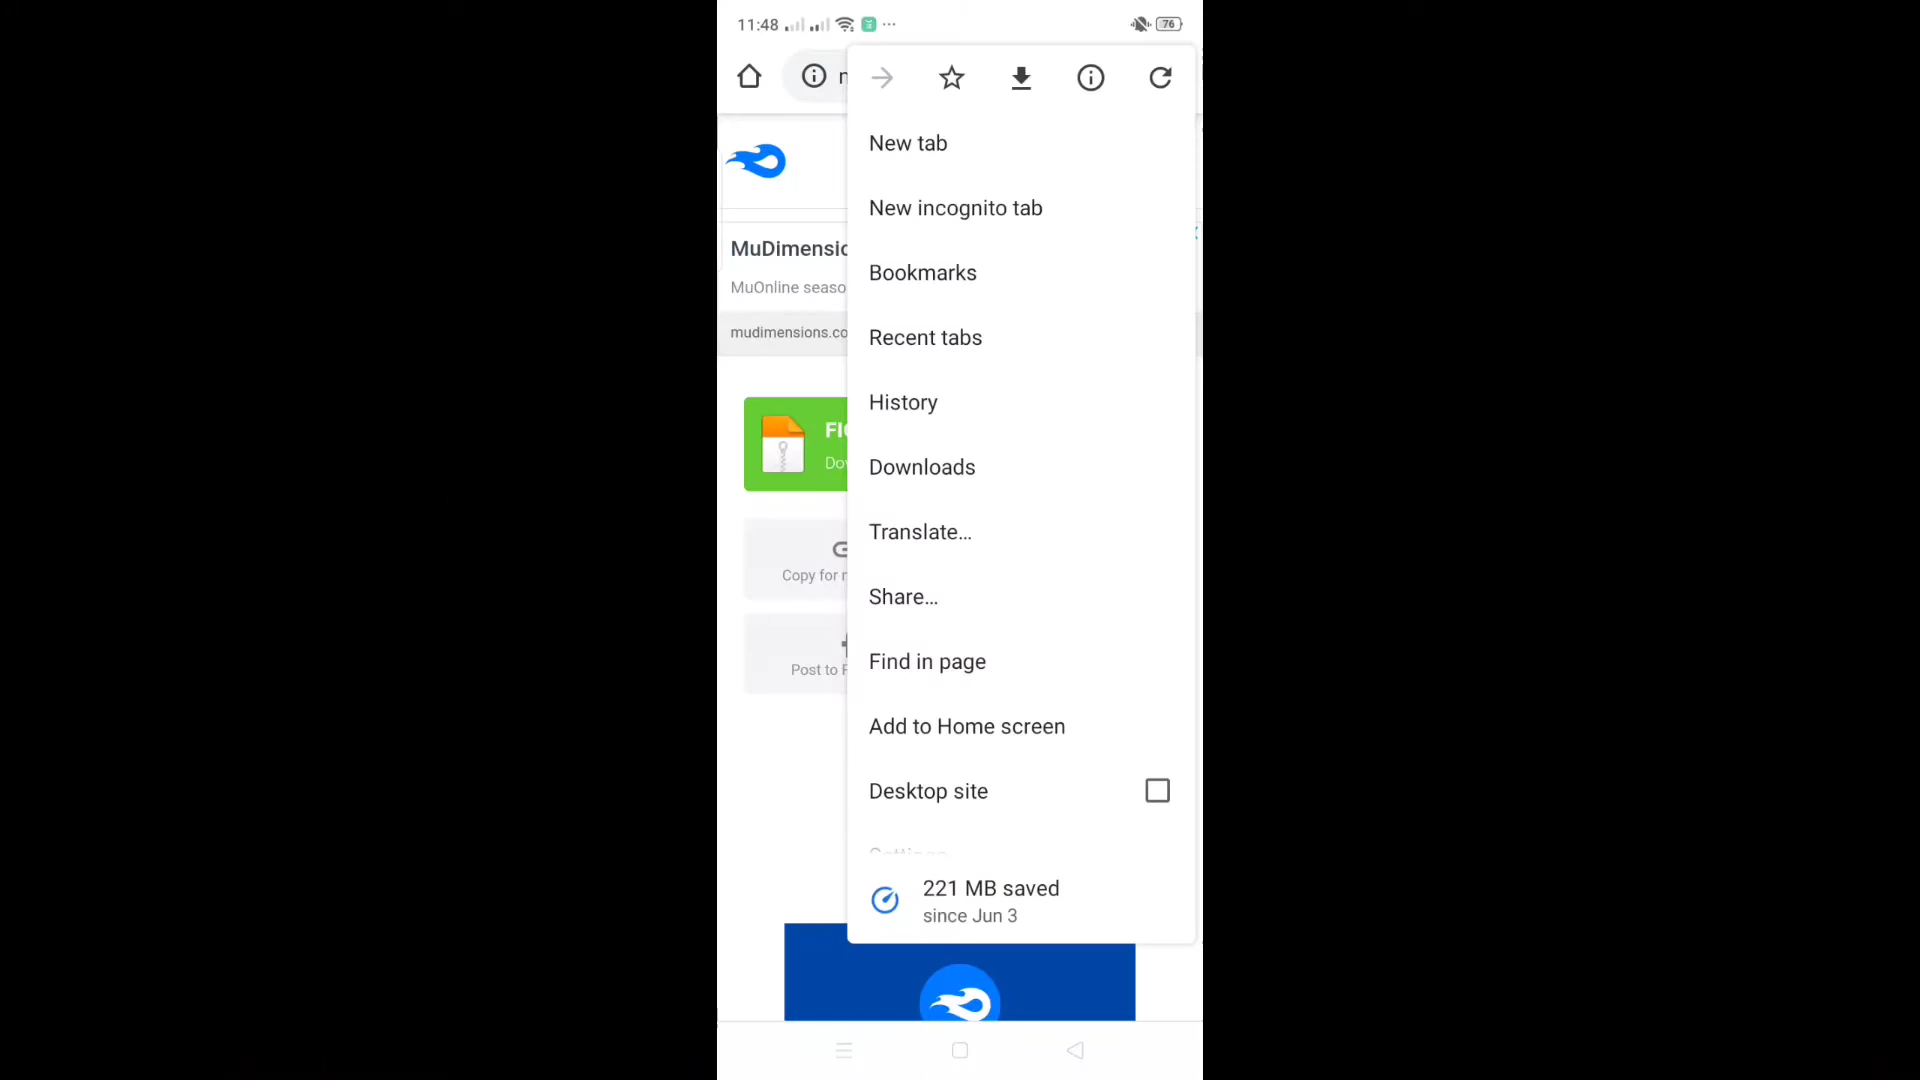 11:48
76
New tab
New incognito tab
MuDimensio
Bookmarks
MuOnline seaso
mudimensions.co
Recent tabs
History
FI
Dov
Downloads
Translate...
Copy for
Share...
Post to
Find in page
Add to Home screen
Desktop site
Settings
221 MB saved
since Jun 3